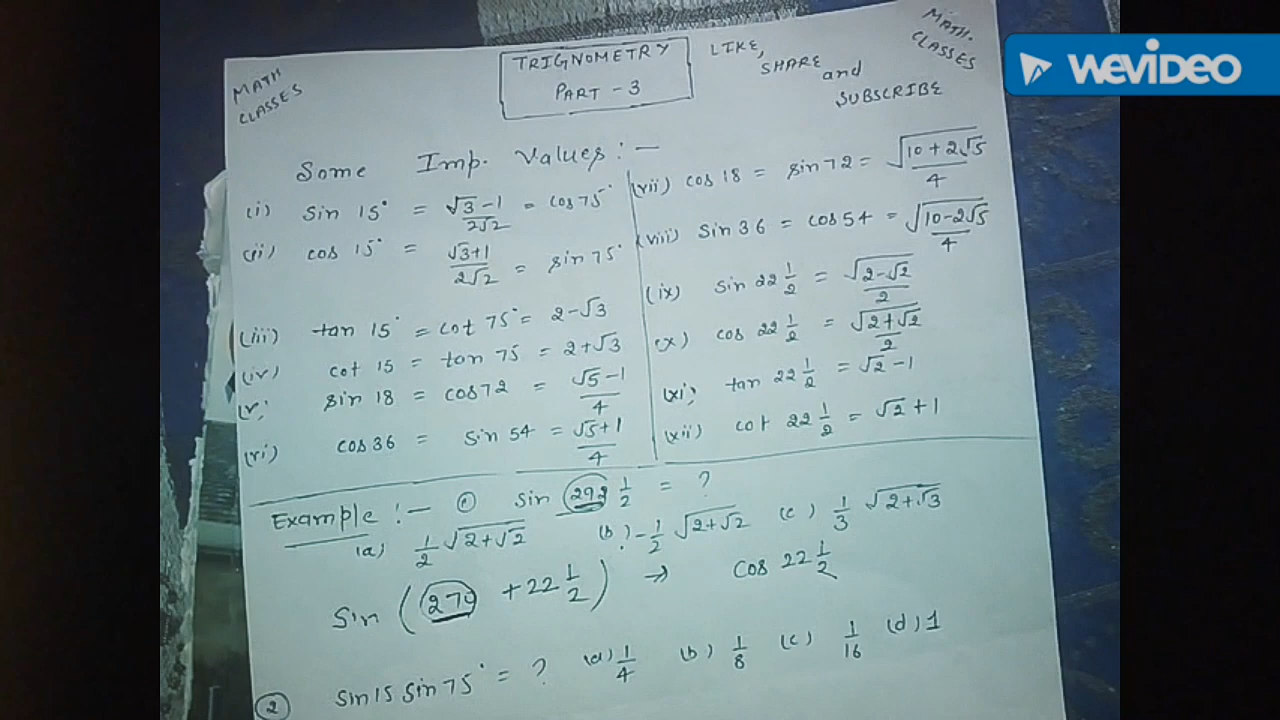 MATH CLASSES
TRIGNOMETRY
PART - 3
LIKE, SHARE and SUBSCRIBE
MATH. CLASSES
WEVIDEO
Some Imp. Values :-
(i) sin 15° = √3-1/2√2 = cos 75°
(ii) cos 15° = √3+1/2√2 = sin 75°
(iii) tan 15° = cot 75° = 2-√3
(iv) cot 15 = tan 75 = 2+√3
(v) sin 18 = cos 72 = √5-1/4
(vi) cos 36 = sin 54 = √5+1/4
(vii) cos 18 = sin 72 = √(10+2√5)/4
(viii) sin 36 = cos 54 = √(10-2√5)/4
(ix) sin 22 1/2 = √(2-√2)/2
(x) cos 22 1/2 = √(2+√2)/2
(xi) tan 22 1/2 = √2-1
(xii) cot 22 1/2 = √2+1
Example :- ① sin 292 1/2 = ?
(a) 1/2 √(2+√2) (b) -1/2 √(2+√2) (c) 1/3 √(2+√3)
Sin (270 + 22 1/2) → cos 22 1/2
② sin 15 sin 75° = ? (a) 1/4 (b) 1/8 (c) 1/16 (d) 1